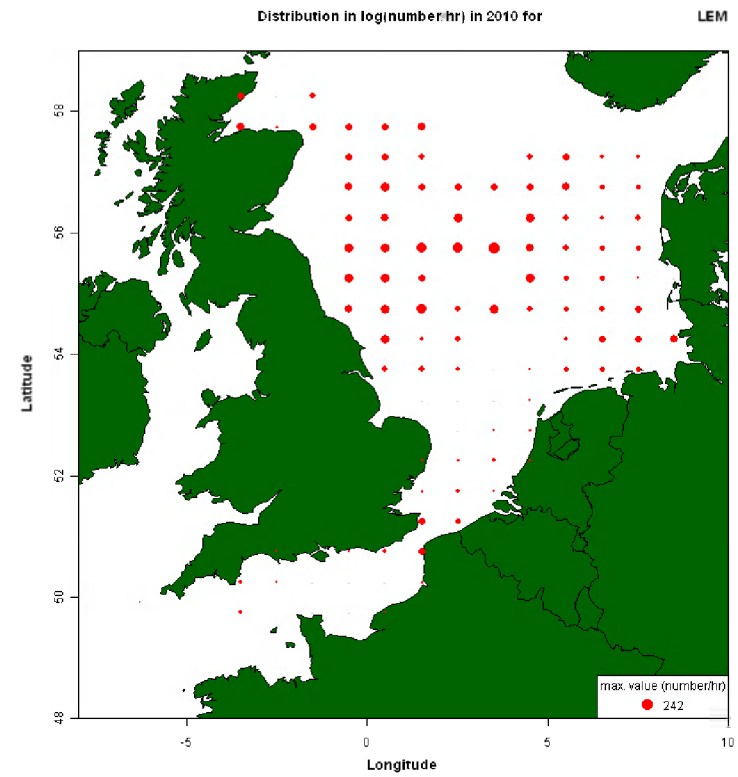 Distribution in log(number/hr) in 2010 for
LEM
58
56
54
52
50
48
Latitude
-5
0
5
10
Longitude
max. value (number/hr)
242